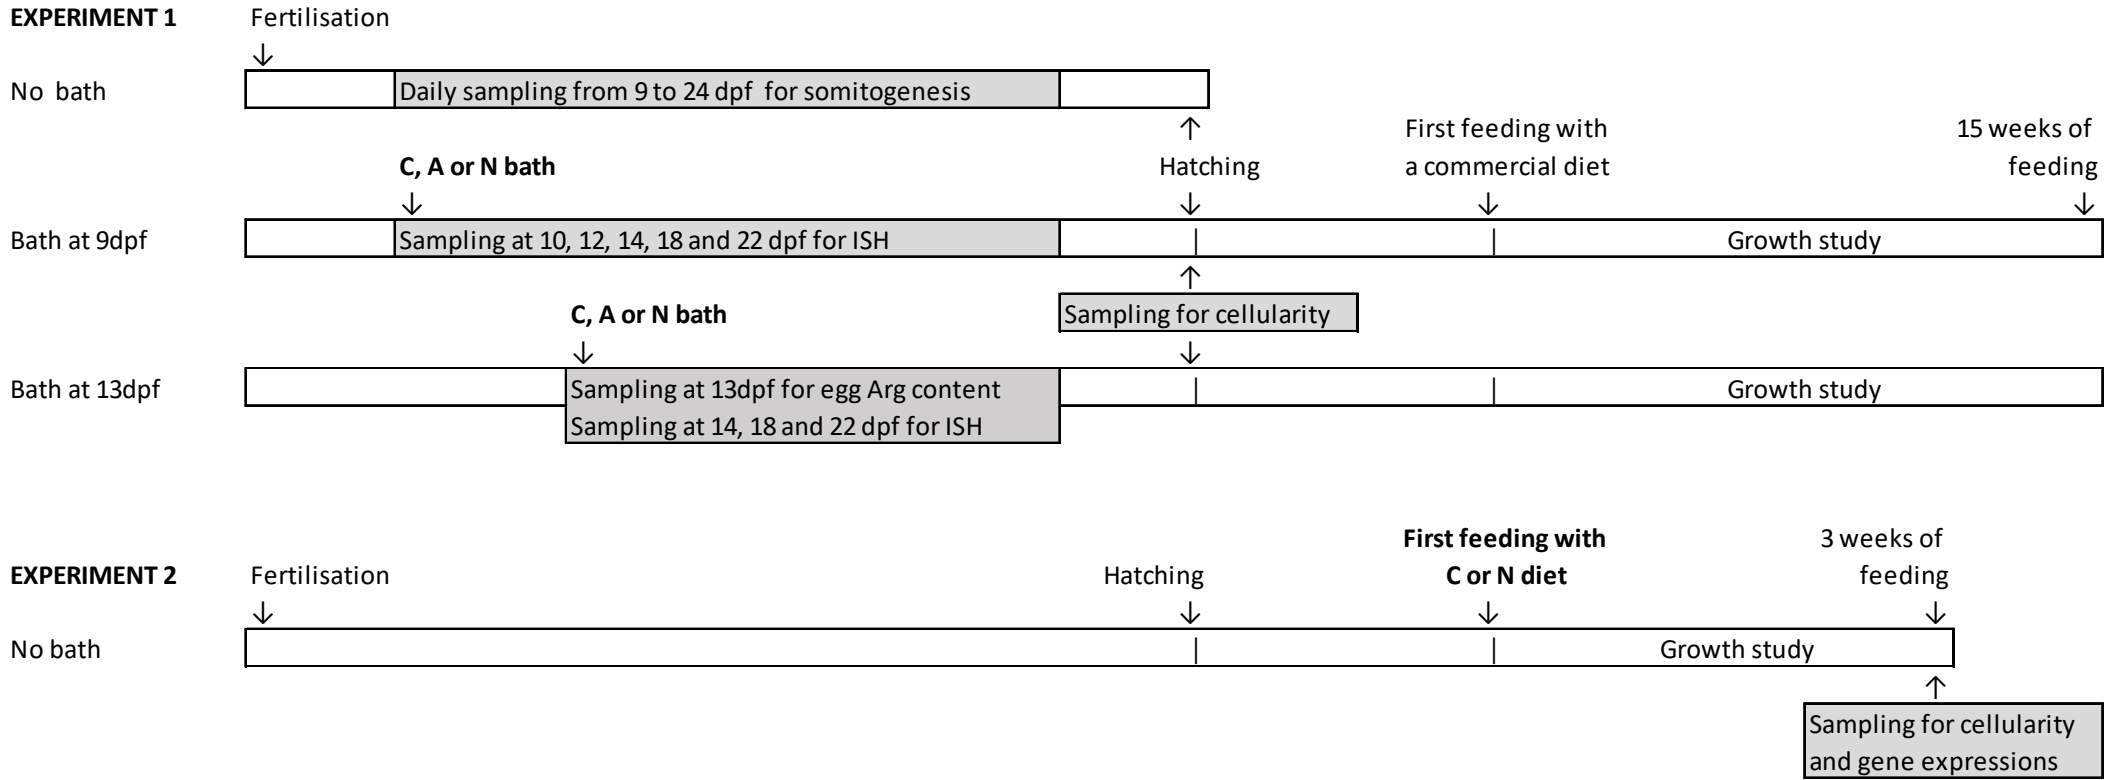 EXPERIMENT 1 Fertilisation
↓
No bath Daily sampling from 9 to 24 dpf for somitogenesis
↑ First feeding with 15 weeks of
C, A or N bath Hatching a commercial diet feeding
↓ ↓ ↓ ↓
Bath at 9dpf Sampling at 10, 12, 14, 18 and 22 dpf for ISH | | Growth study
↑
C, A or N bath Sampling for cellularity
↓ ↓
Bath at 13dpf Sampling at 13dpf for egg Arg content | | Growth study
Sampling at 14, 18 and 22 dpf for ISH
First feeding with 3 weeks of
EXPERIMENT 2 Fertilisation Hatching C or N diet feeding
↓ ↓ ↓ ↓
No bath | | Growth study
↑
Sampling for cellularity
and gene expressions